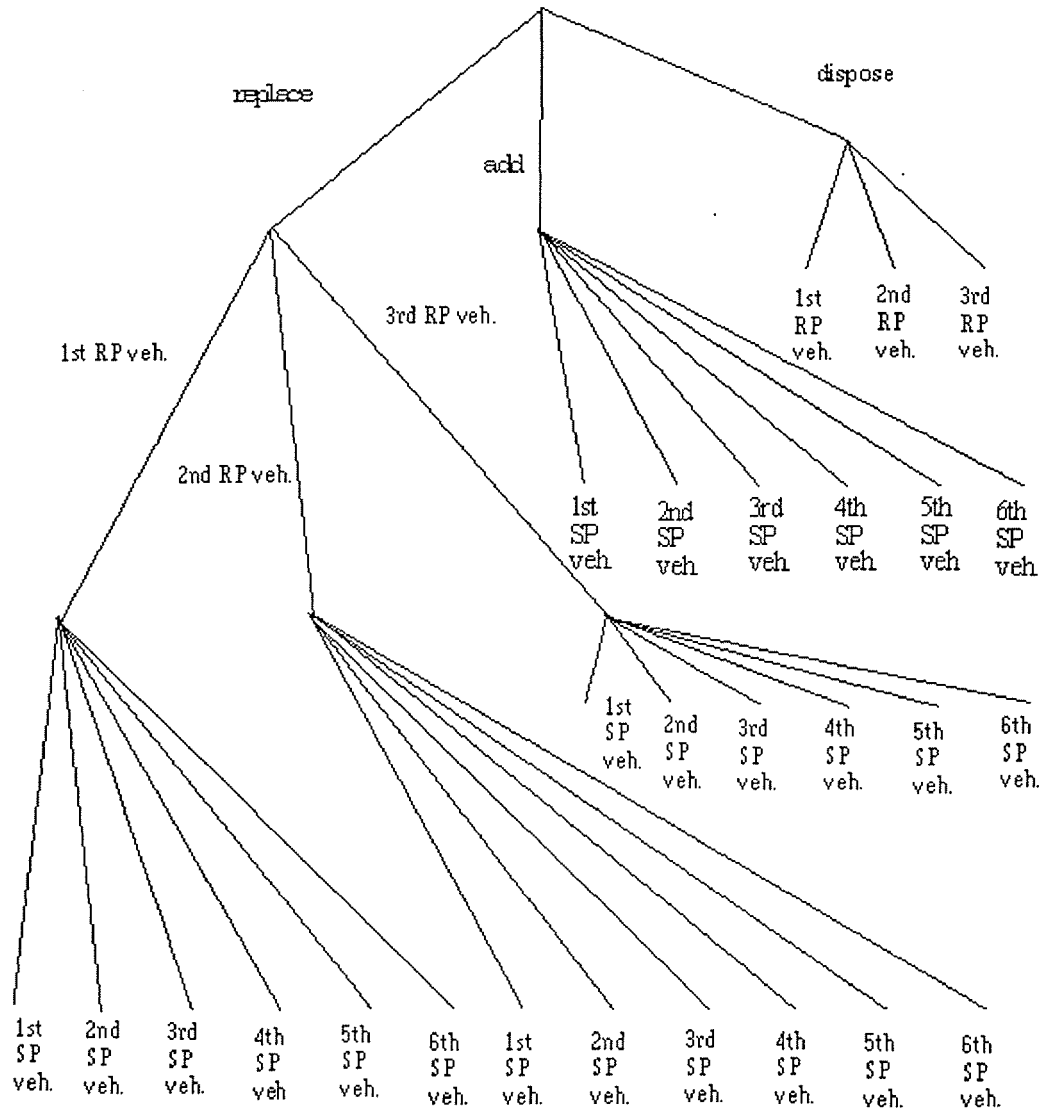 replace
dispose
add
1st
RP
veh.
2nd
RP
veh.
3rd
RP
veh.
1st RP veh.
3rd RP veh.
2nd RP veh.
1st
SP
veh
2nd
SP
veh
3rd
SP
veh
4th
SP
veh
5th
SP
veh
6th
SP
veh
1st
SP
veh.
2nd
SP
veh.
3rd
SP
veh.
4th
SP
veh.
5th
SP
veh.
6th
SP
veh.
1st
SP
veh.
2nd
SP
veh.
3rd
SP
veh.
4th
SP
veh
5th
SP
veh.
6th
SP
veh.
1st
SP
veh.
2nd
SP
veh.
3rd
SP
veh.
4th
SP
veh.
5th
SP
veh.
6th
SP
veh.